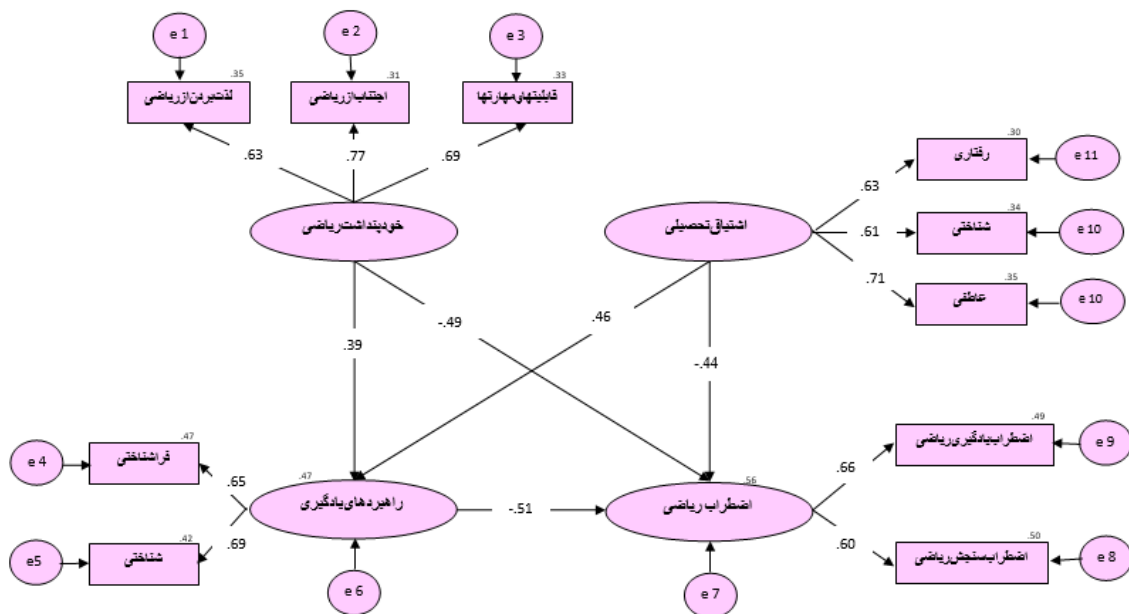 e 1
e 2
e 3
.35
.31
.33
لذت بردن از ریاضی
اجتناب از ریاضی
قابلیتها و مهارتها
.63
.77
.69
.30
رفتاری
e 11
.63
.34
شناختی
e 10
.61
.35
عاطفی
e 10
.71
خودپنداشت ریاضی
اشتیاق تحصیلی
.39
-.49
.46
-.44
e 4
.47
فراشناختی
.65
e5
.42
شناختی
.69
.47
راهبردهای یادگیری
-.51
.56
اضطراب ریاضی
.49
اضطراب یادگیری ریاضی
e 9
.66
.50
اضطراب سنجش ریاضی
e 8
.60
e 6
e 7